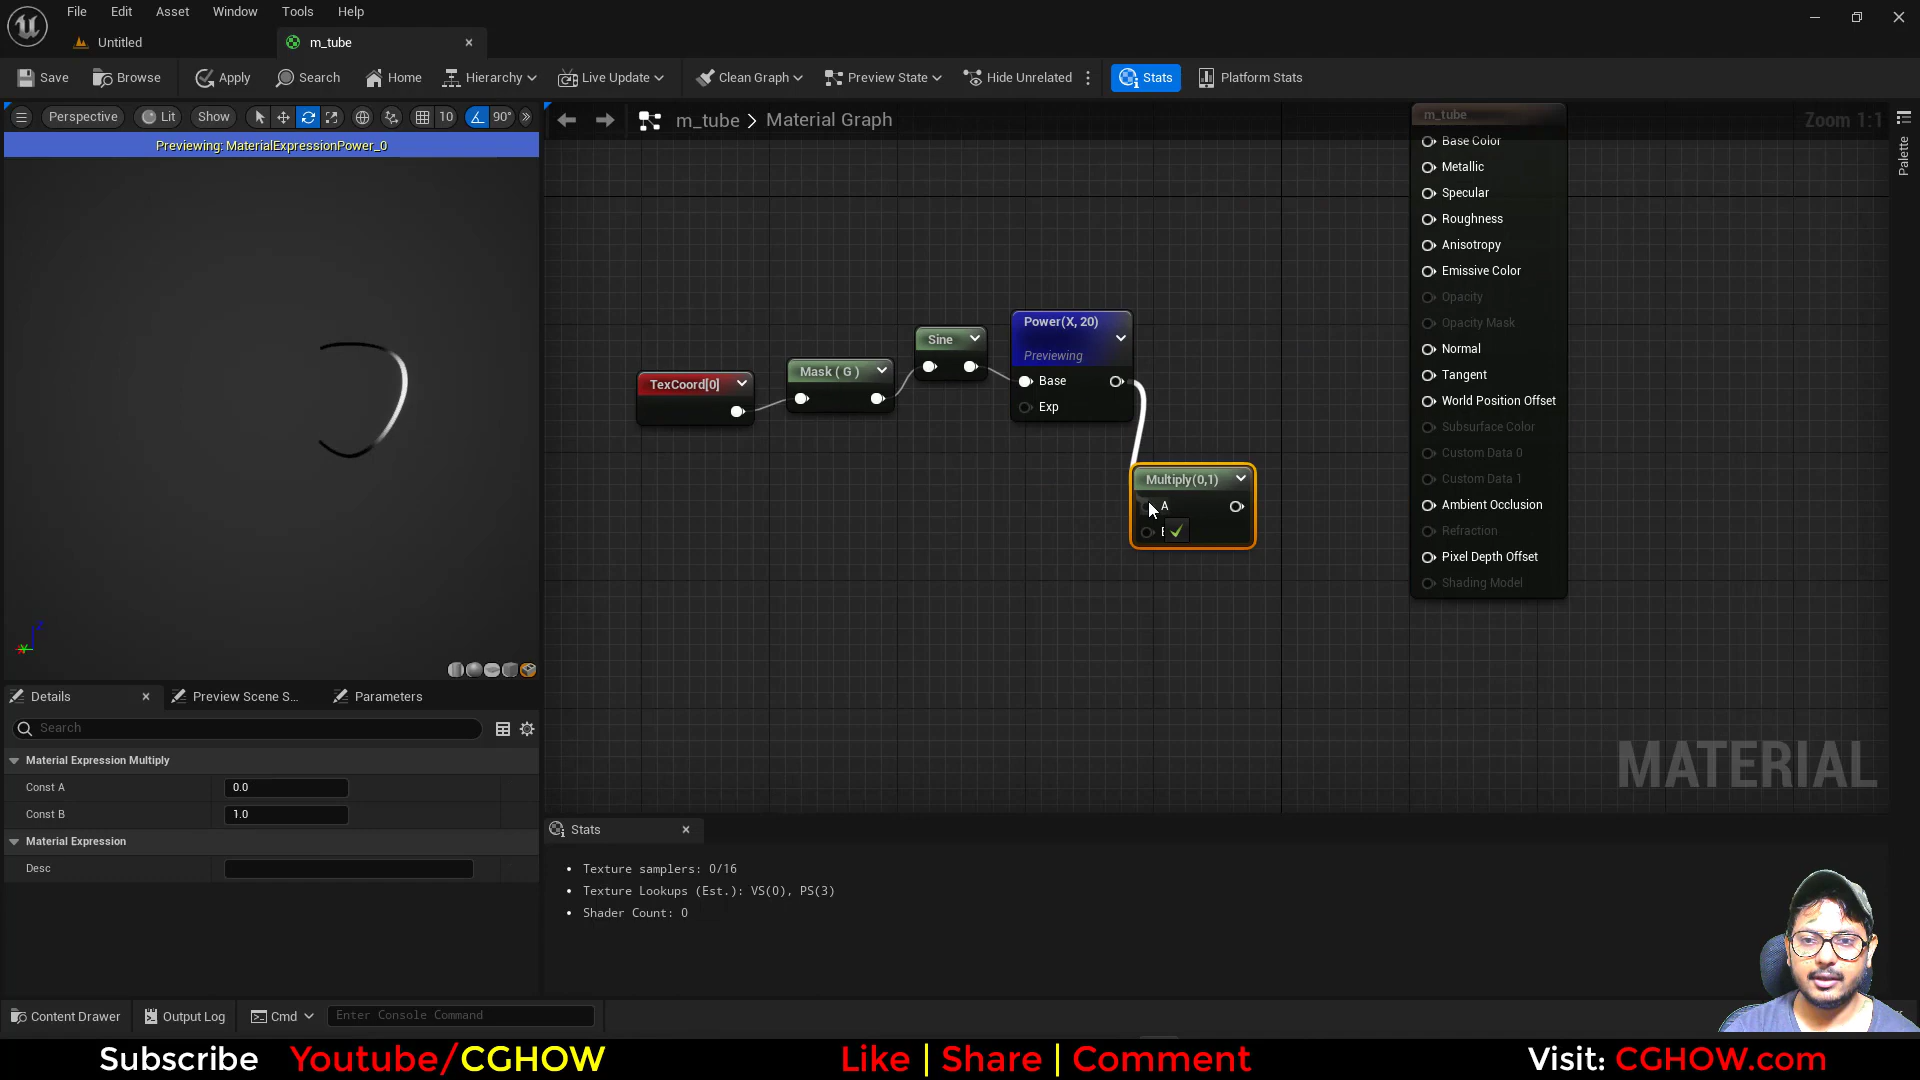 File Edit Asset Window Tools Help
Untitled
m_tube
Save Browse Apply Search Home Hierarchy Live Update Clean Graph Preview State Hide Unrelated Stats Platform Stats
Perspective Lit Show 10 90°
Previewing: MaterialExpressionPower_0
m_tube > Material Graph
Zoom 1:1
Palette
m_tube
Base Color
Metallic
Specular
Roughness
Anisotropy
Emissive Color
Opacity
Opacity Mask
Normal
Tangent
World Position Offset
Subsurface Color
Custom Data 0
Custom Data 1
Ambient Occlusion
Refraction
Pixel Depth Offset
Shading Model
TexCoord[0]
Mask ( G )
Sine
Power(X, 20)
Previewing
Base
Exp
Multiply(0,1)
A
MATERIAL
Details
Preview Scene S...
Parameters
Search
Material Expression Multiply
Const A 0.0
Const B 1.0
Material Expression
Desc
Stats
Texture samplers: 0/16
Texture Lookups (Est.): VS(0), PS(3)
Shader Count: 0
Content Drawer Output Log Cmd Enter Console Command
Subscribe Youtube/CGHOW Like | Share | Comment Visit: CGHOW.com